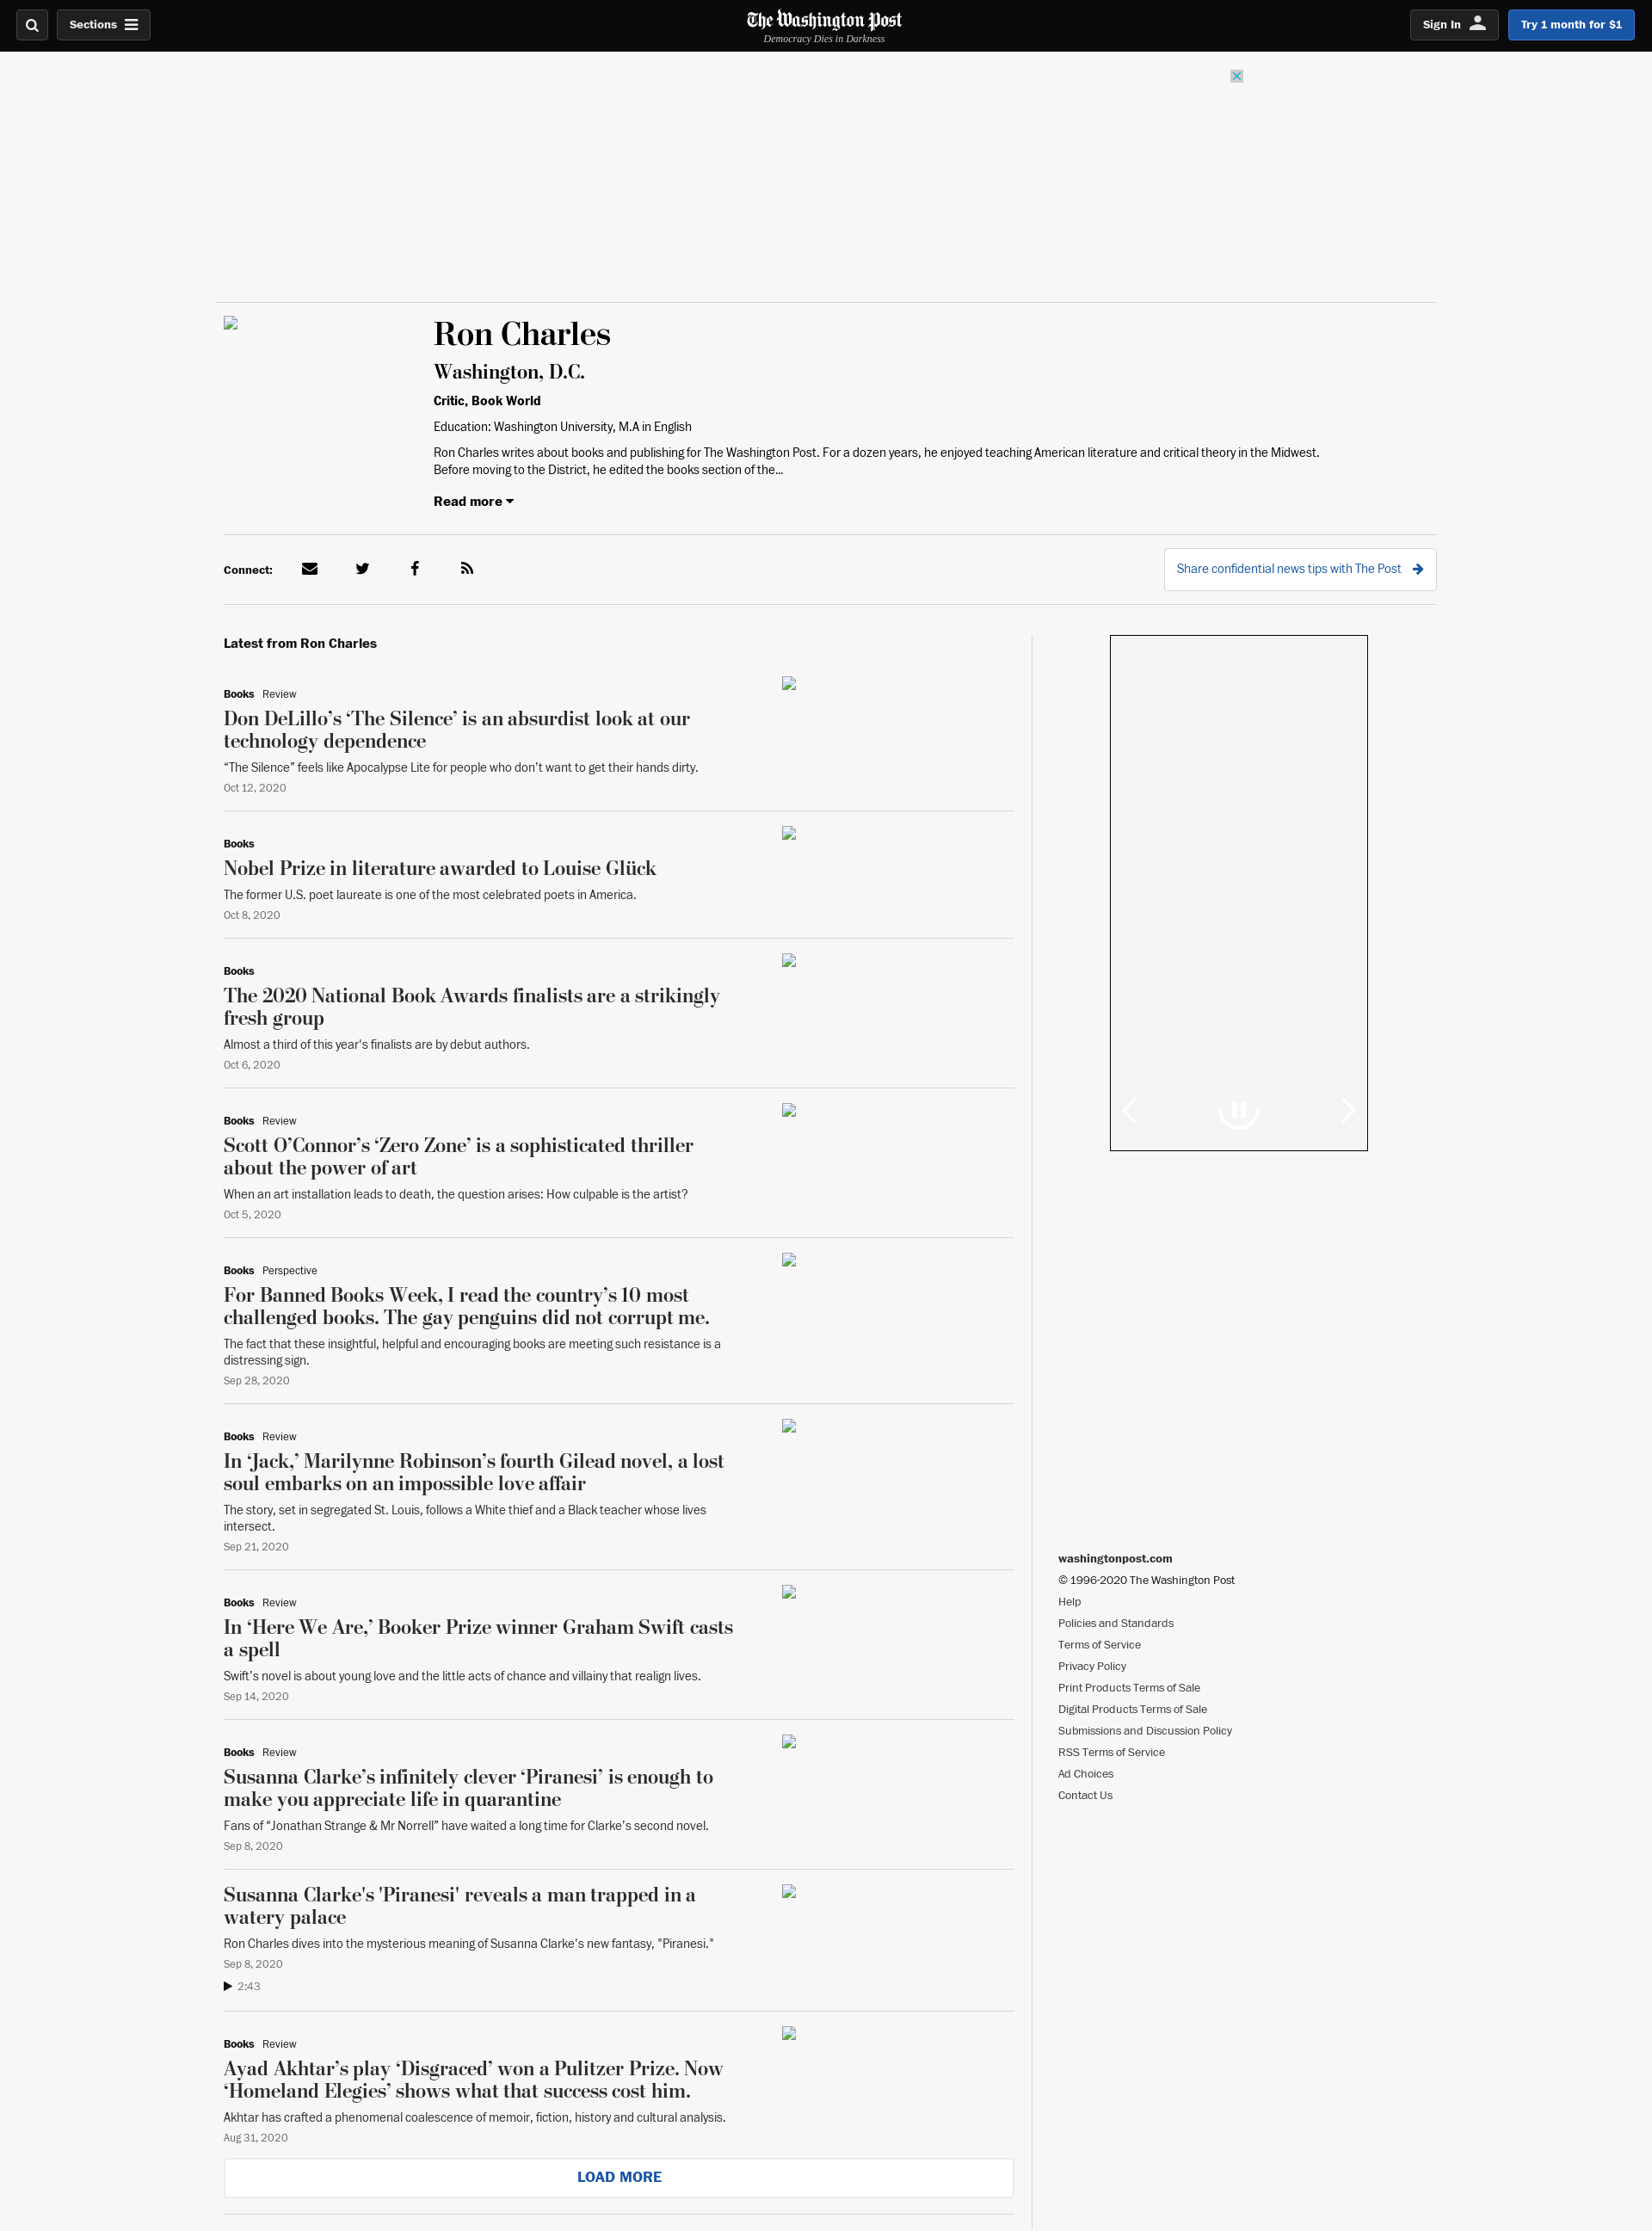 Sections
The Washington Post
Democracy Dies in Darkness
Sign In
Try 1 month for $1
Ron Charles
Washington, D.C.
Critic, Book World
Education: Washington University, M.A in English
Ron Charles writes about books and publishing for The Washington Post. For a dozen years, he enjoyed teaching American literature and critical theory in the Midwest.
Before moving to the District, he edited the books section of the...
Read more
Connect:
Share confidential news tips with The Post
Latest from Ron Charles
Books Review
Don DeLillo’s ‘The Silence’ is an absurdist look at our
technology dependence
“The Silence” feels like Apocalypse Lite for people who don’t want to get their hands dirty.
Oct 12, 2020
Books
Nobel Prize in literature awarded to Louise Glück
The former U.S. poet laureate is one of the most celebrated poets in America.
Oct 8, 2020
Books
The 2020 National Book Awards finalists are a strikingly
fresh group
Almost a third of this year's finalists are by debut authors.
Oct 6, 2020
Books Review
Scott O’Connor’s ‘Zero Zone’ is a sophisticated thriller
about the power of art
When an art installation leads to death, the question arises: How culpable is the artist?
Oct 5, 2020
Books Perspective
For Banned Books Week, I read the country’s 10 most
challenged books. The gay penguins did not corrupt me.
The fact that these insightful, helpful and encouraging books are meeting such resistance is a
distressing sign.
Sep 28, 2020
Books Review
In ‘Jack,’ Marilynne Robinson’s fourth Gilead novel, a lost
soul embarks on an impossible love affair
The story, set in segregated St. Louis, follows a White thief and a Black teacher whose lives
intersect.
Sep 21, 2020
Books Review
In ‘Here We Are,’ Booker Prize winner Graham Swift casts
a spell
Swift’s novel is about young love and the little acts of chance and villainy that realign lives.
Sep 14, 2020
Books Review
Susanna Clarke’s infinitely clever ‘Piranesi’ is enough to
make you appreciate life in quarantine
Fans of “Jonathan Strange & Mr Norrell” have waited a long time for Clarke’s second novel.
Sep 8, 2020
Susanna Clarke's 'Piranesi' reveals a man trapped in a
watery palace
Ron Charles dives into the mysterious meaning of Susanna Clarke's new fantasy, "Piranesi."
Sep 8, 2020
2:43
Books Review
Ayad Akhtar’s play ‘Disgraced’ won a Pulitzer Prize. Now
‘Homeland Elegies’ shows what that success cost him.
Akhtar has crafted a phenomenal coalescence of memoir, fiction, history and cultural analysis.
Aug 31, 2020
LOAD MORE
washingtonpost.com
© 1996-2020 The Washington Post
Help
Policies and Standards
Terms of Service
Privacy Policy
Print Products Terms of Sale
Digital Products Terms of Sale
Submissions and Discussion Policy
RSS Terms of Service
Ad Choices
Contact Us